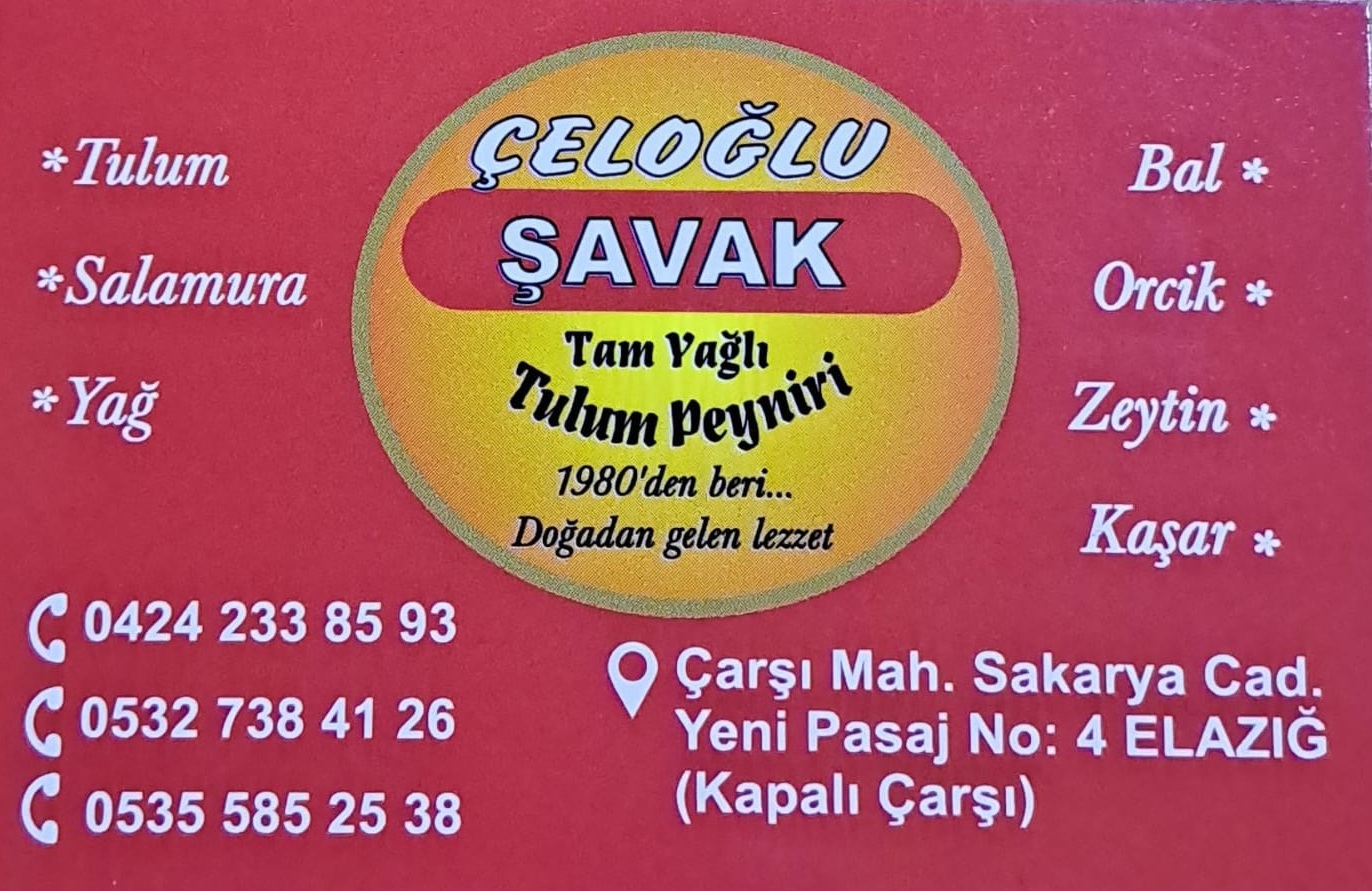 ÇELOĞLU
ŞAVAK
Tam Yağlı
Tulum Peyniri
1980'den beri...
Doğadan gelen lezzet
*Tulum
*Salamura
*Yağ
Bal *
Orcik *
Zeytin *
Kaşar *
0424 233 85 93
0532 738 41 26
0535 585 25 38
Çarşı Mah. Sakarya Cad.
Yeni Pasaj No: 4 ELAZIĞ
(Kapalı Çarşı)